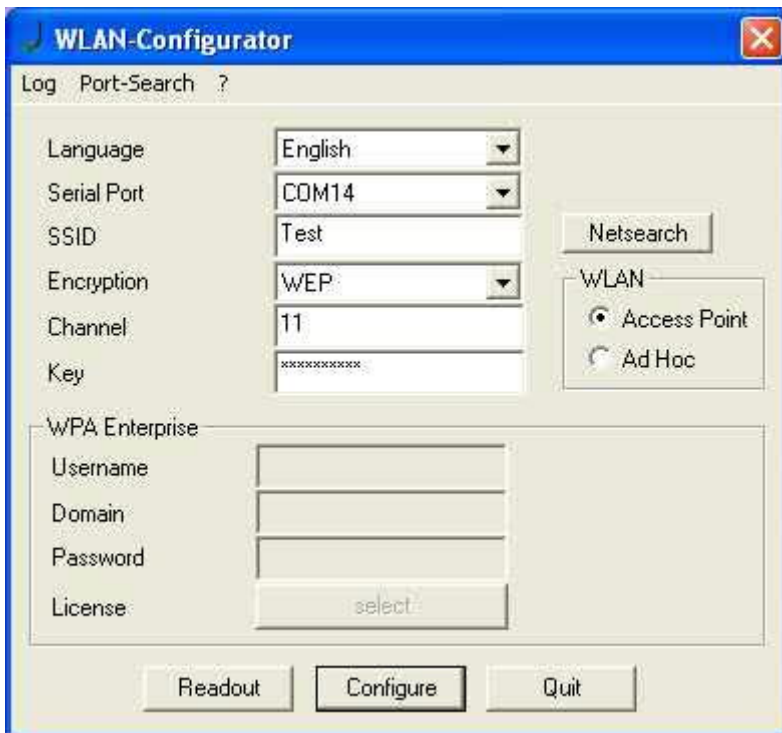 WLAN-Configurator
Log Port-Search ?
Language English
Serial Port COM14
SSID Test Netsearch
Encryption WEP WLAN
Channel 11 Access Point
Key ********** Ad Hoc
WPA Enterprise
Username
Domain
Password
License select
Readout Configure Quit